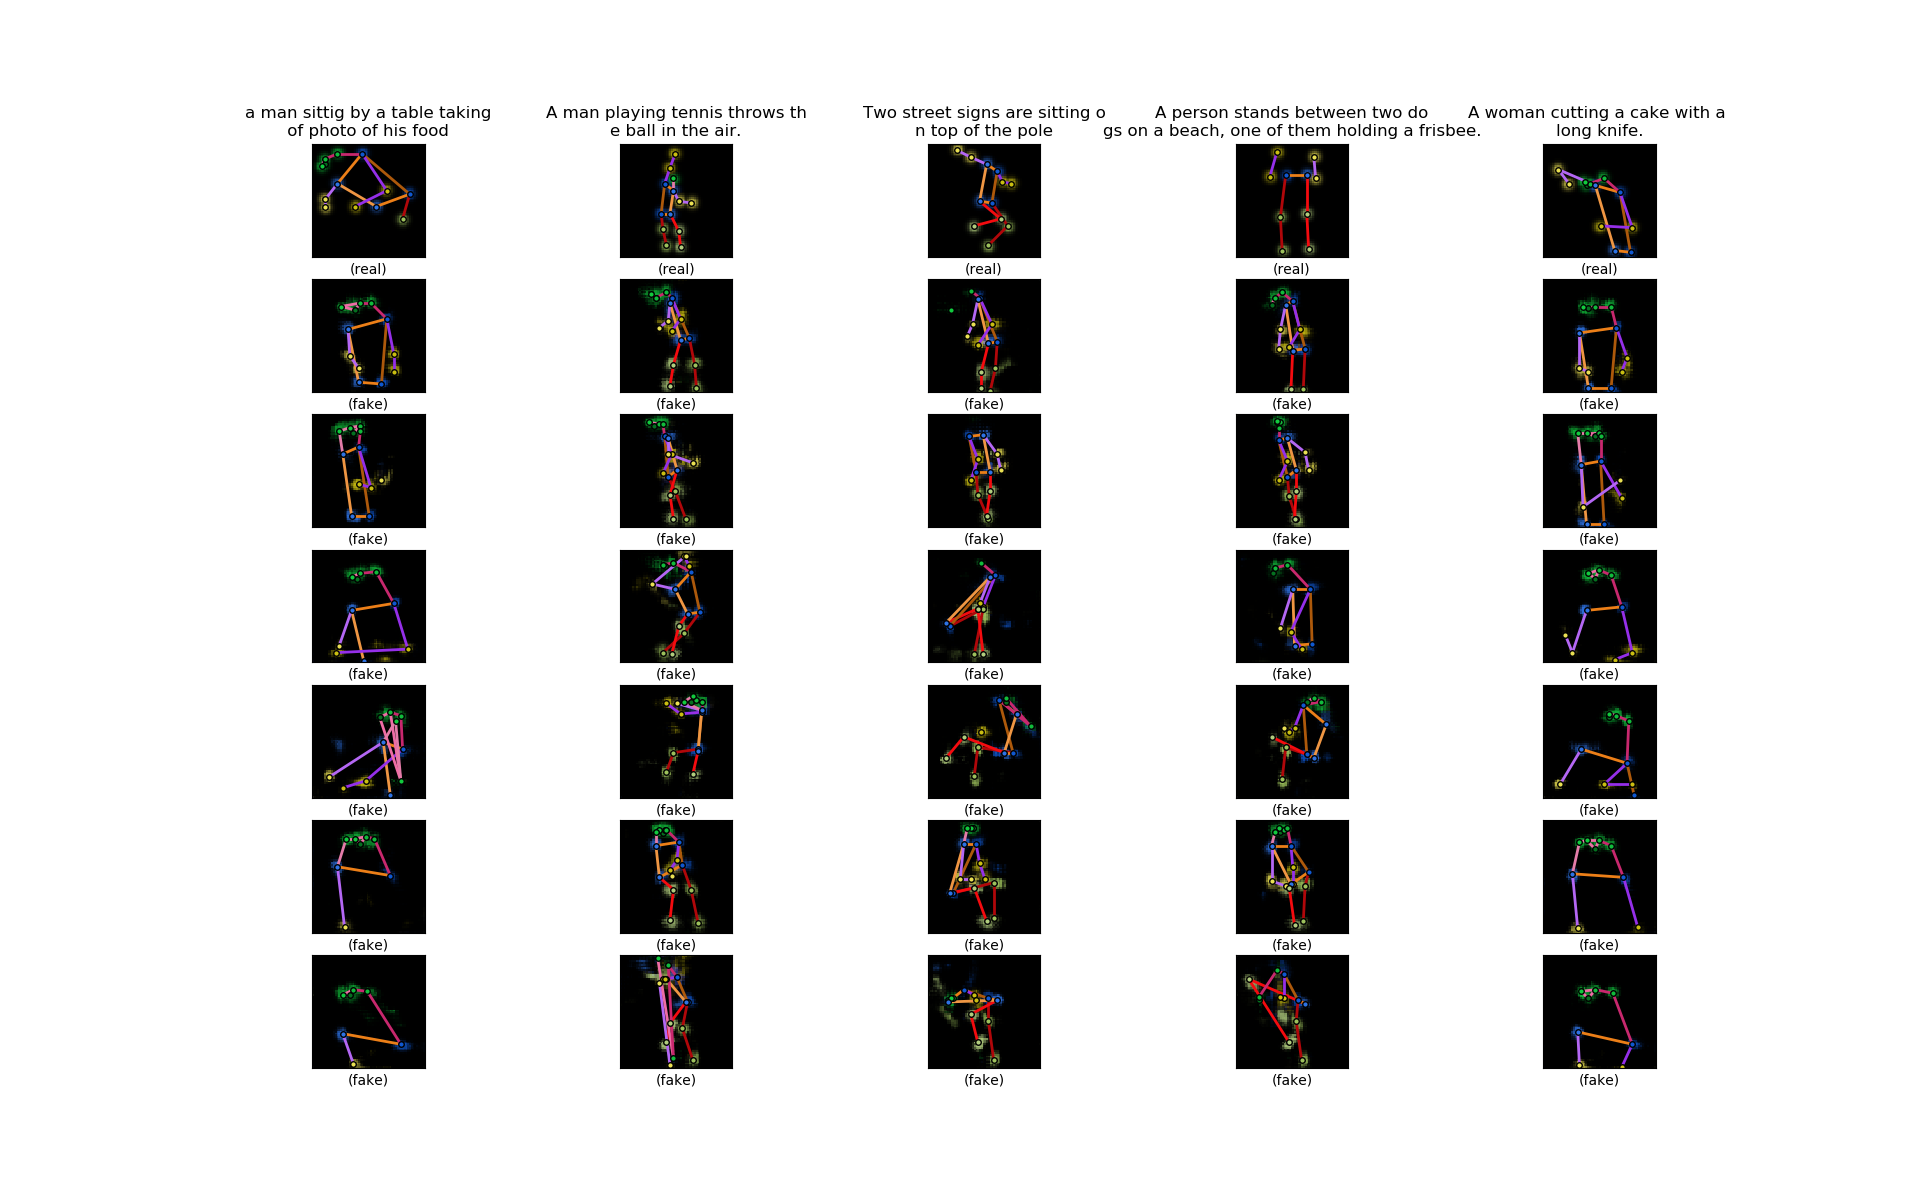 a man sittig by a table taking
of photo of his food
A man playing tennis throws th
e ball in the air.
Two street signs are sitting o
n top of the pole
A person stands between two do
gs on a beach, one of them holding a frisbee.
A woman cutting a cake with a
long knife.
(real) (real) (real) (real) (real)
(fake) (fake) (fake) (fake) (fake)
(fake) (fake) (fake) (fake) (fake)
(fake) (fake) (fake) (fake) (fake)
(fake) (fake) (fake) (fake) (fake)
(fake) (fake) (fake) (fake) (fake)
(fake) (fake) (fake) (fake) (fake)